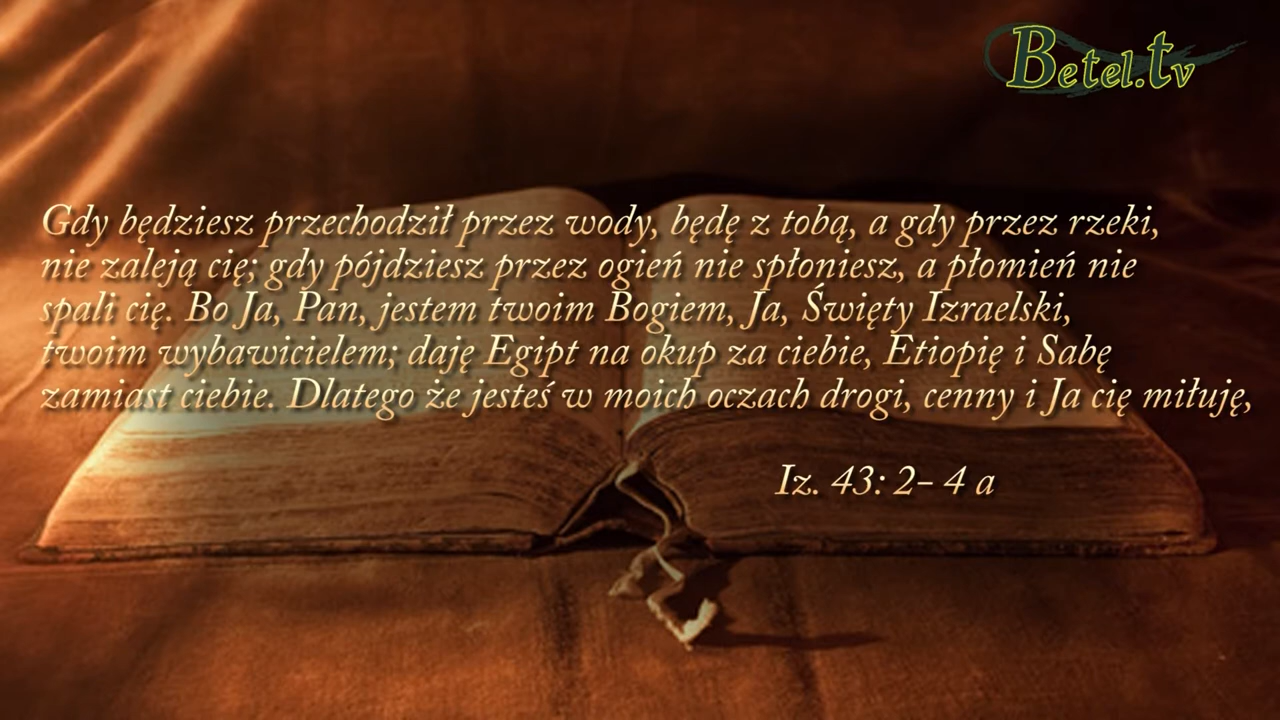 Betel.tv
Gdy będziesz przechodził przez wody, będę z tobą, a gdy przez rzeki,
nie zaleją cię; gdy pójdziesz przez ogień nie spłoniesz, a płomień nie
spali cię. Bo Ja, Pan, jestem twoim Bogiem, Ja, Święty Izraelski,
twoim wybawicielem; daję Egipt na okup za ciebie, Etiopię i Sabę
zamiast ciebie. Dlatego że jesteś w moich oczach drogi, cenny i Ja cię miłuję,
Iz. 43: 2- 4 a